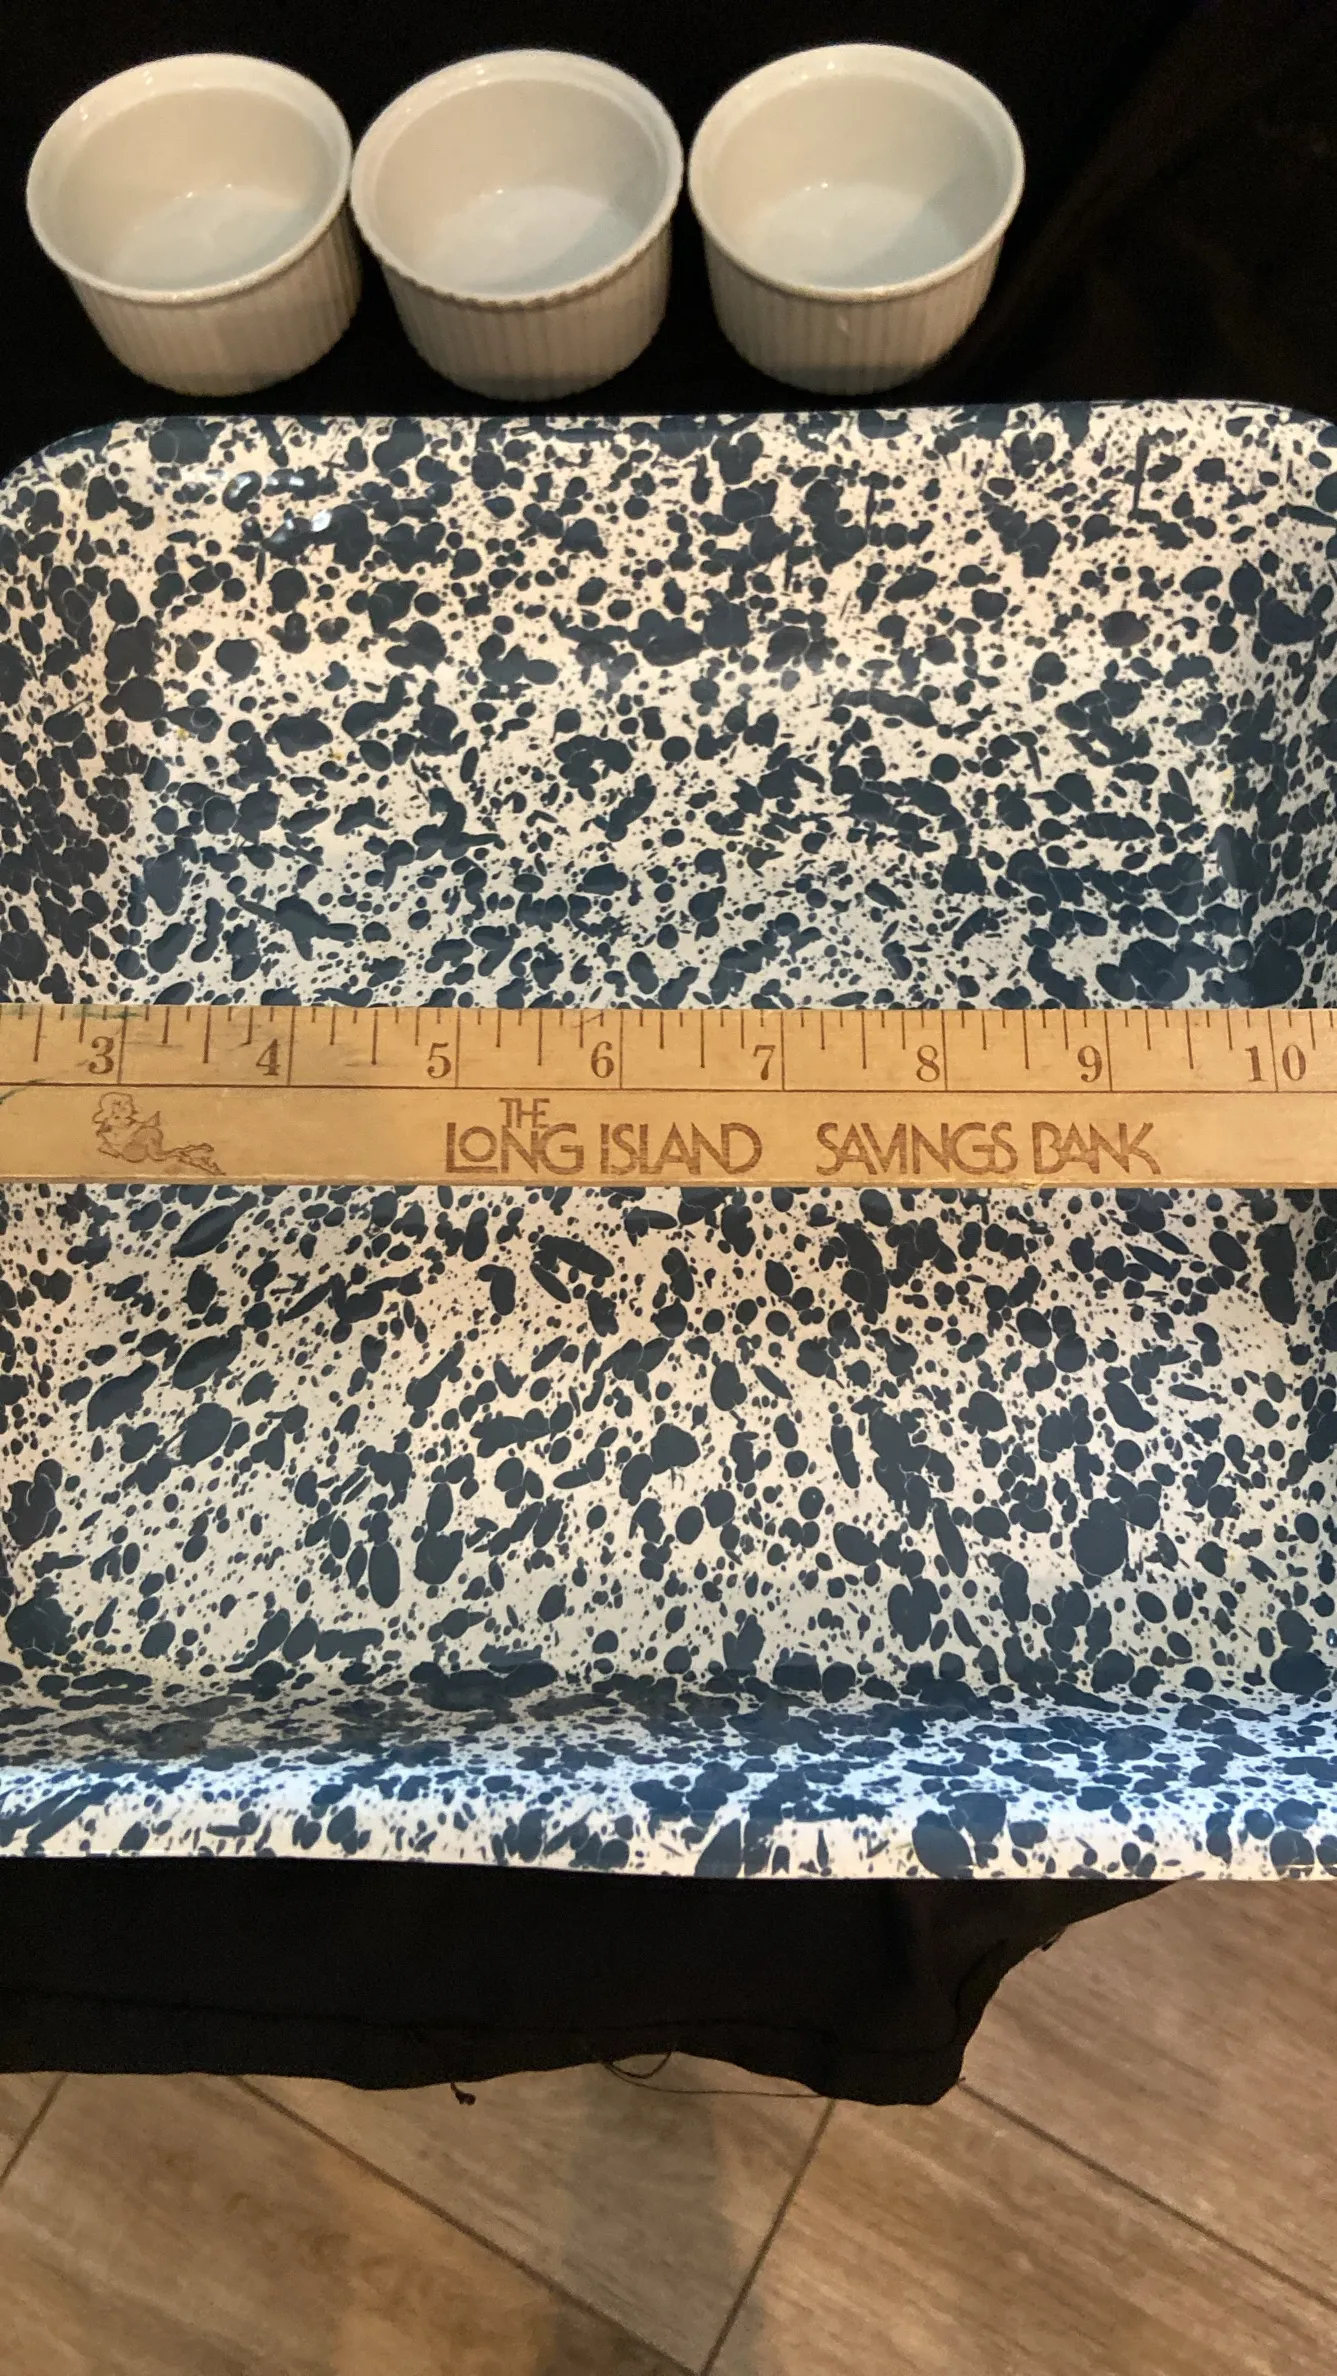 3 4 5 6 7 8 9 10
THE
LONG ISLAND SAVINGS BANK